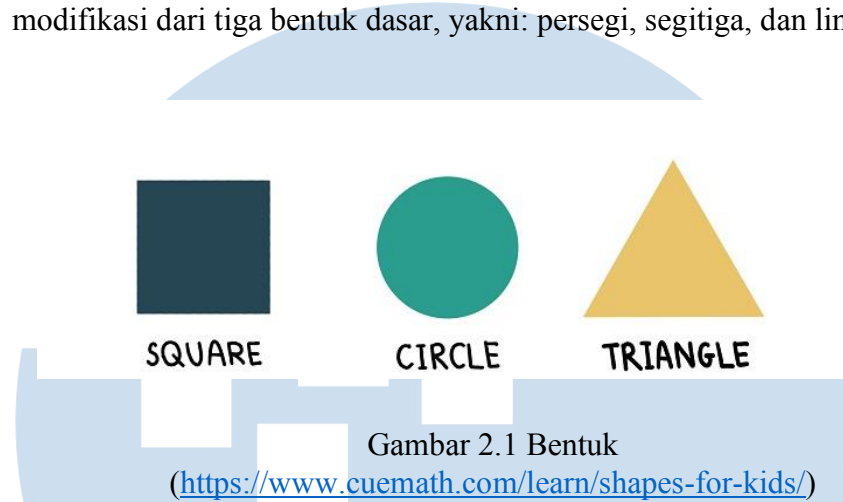 modifikasi dari tiga bentuk dasar, yakni: persegi, segitiga, dan
SQUARE CIRCLE TRIANGLE
Gambar 2.1 Bentuk
(https://www.cuemath.com/learn/shapes-for-kids/)